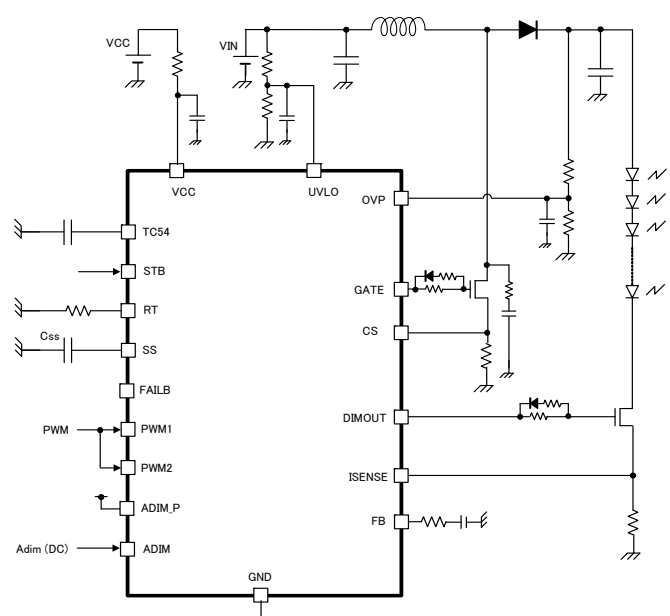 VCC
VIN
VCC
UVLO
OVP
TC54
STB
GATE
RT
CS
Css
SS
FAILB
DIMOUT
PWM
PWM1
PWM2
ISENSE
ADIM_P
FB
Adim (DC)
ADIM
GND